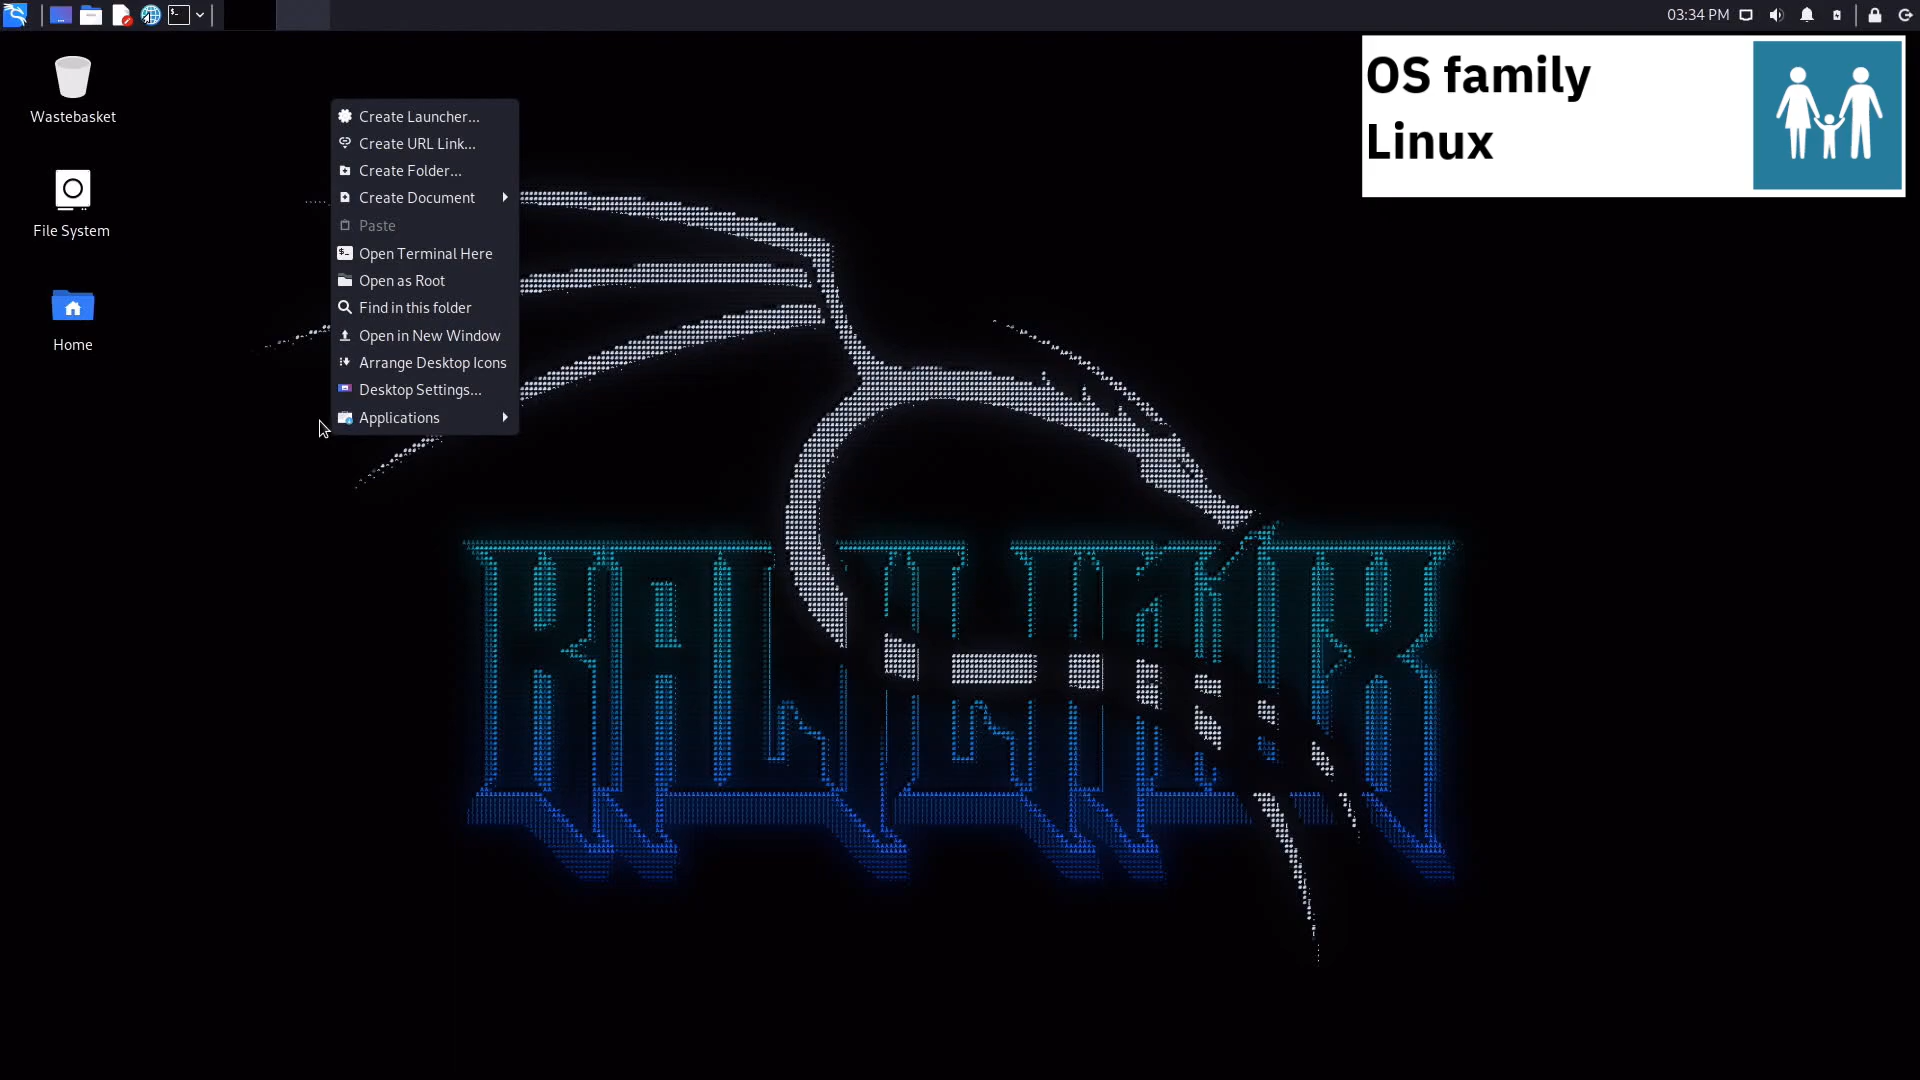 03:34 PM
OS family
Linux
Wastebasket
File System
Home
Create Launcher...
Create URL Link...
Create Folder...
Create Document
Paste
Open Terminal Here
Open as Root
Find in this folder
Open in New Window
Arrange Desktop Icons
Desktop Settings...
Applications
KALI LINUX